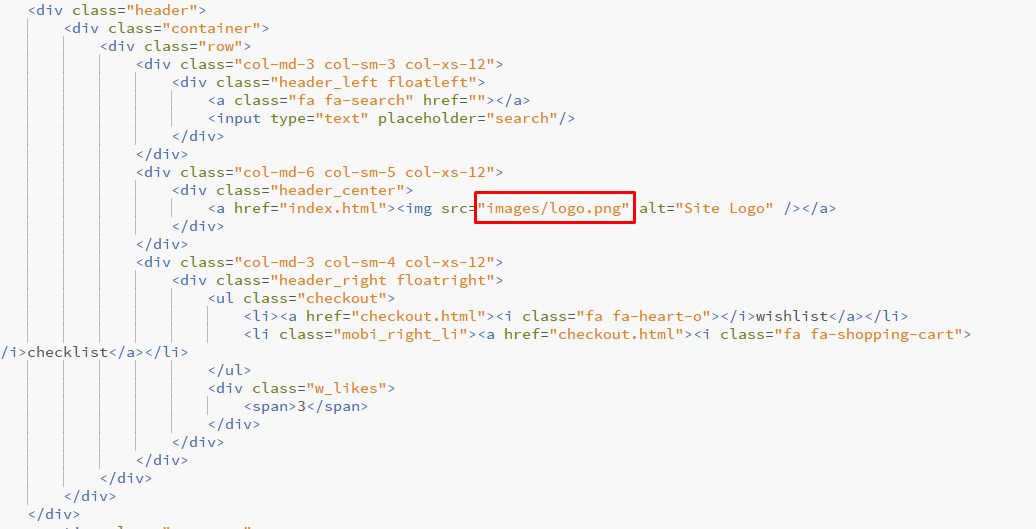 <div class="header">
<div class="container">
<div class="row">
<div class="col-md-3 col-sm-3 col-xs-12">
<div class="header_left floatleft">
<a class="fa fa-search" href=""></a>
<input type="text" placeholder="search"/>
</div>
</div>
<div class="col-md-6 col-sm-5 col-xs-12">
<div class="header_center">
<a href="index.html"><img src="images/logo.png" alt="Site Logo" /></a>
</div>
</div>
<div class="col-md-3 col-sm-4 col-xs-12">
<div class="header_right floatright">
<ul class="checkout">
<li><a href="checkout.html"><i class="fa fa-heart-o"></i>wishlist</a></li>
<li class="mobi_right_li"><a href="checkout.html"><i class="fa fa-shopping-cart">
/i>checklist</a></li>
</ul>
<div class="w_likes">
<span>3</span>
</div>
</div>
</div>
</div>
</div>
</div>